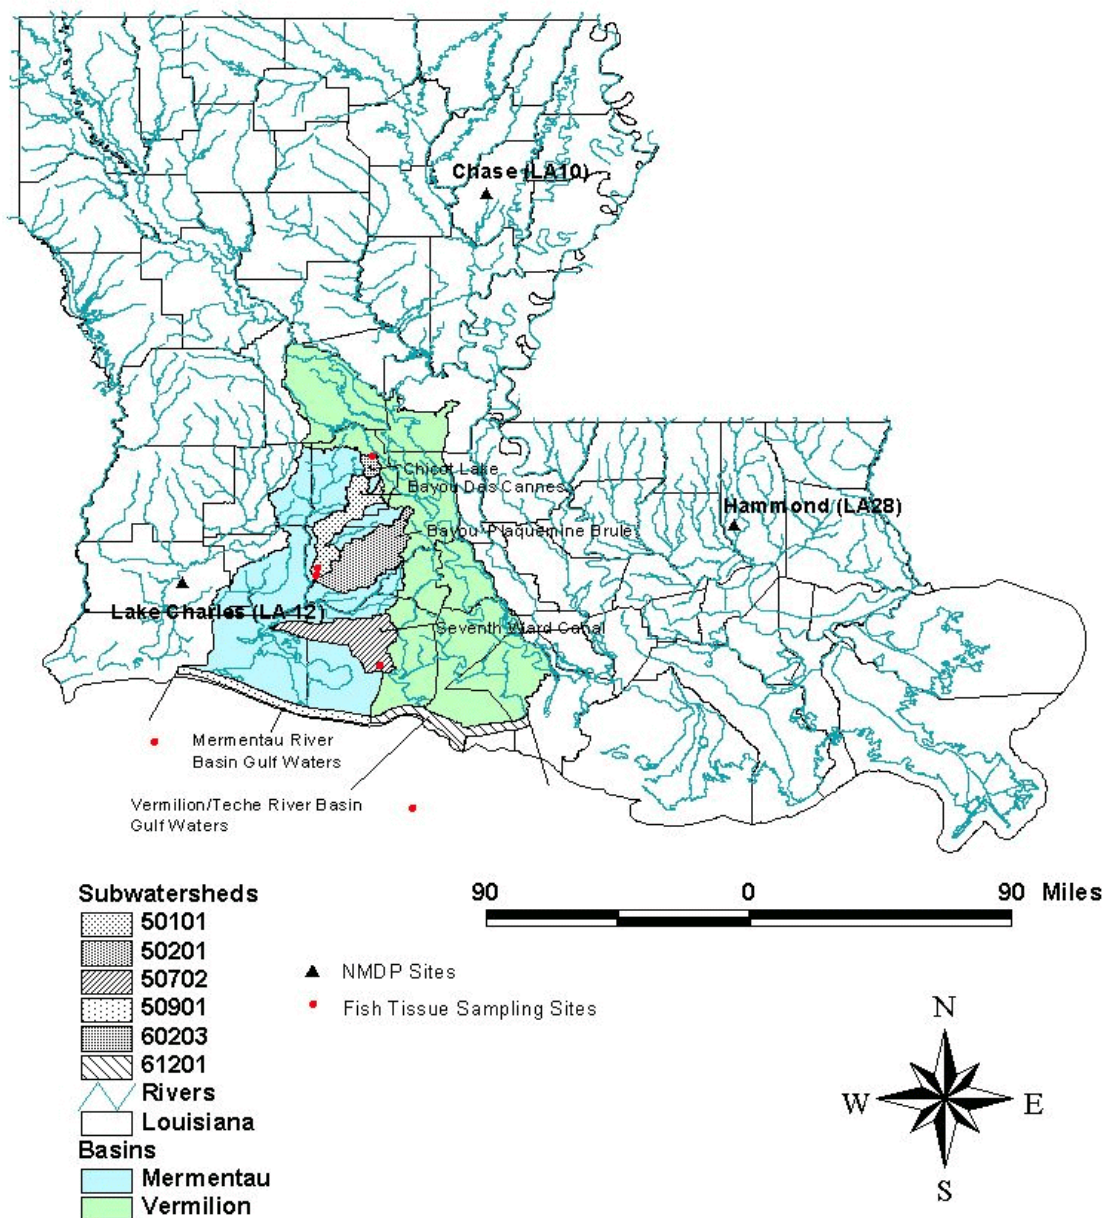 Chase (LA10)
Chicot Lake
Bayou Des Cannes
Hammond (LA28)
Bayou Plaquemine Brule
Lake Charles (LA-12)
Seventh Ward Canal
Mermentau River
Basin Gulf Waters
Vermilion/Teche River Basin
Gulf Waters
90 0 90 Miles
Subwatersheds
50101
50201
50702
50901
60203
61201
Rivers
Louisiana
Basins
Mermentau
Vermilion
NMDP Sites
Fish Tissue Sampling Sites
N
W E
S